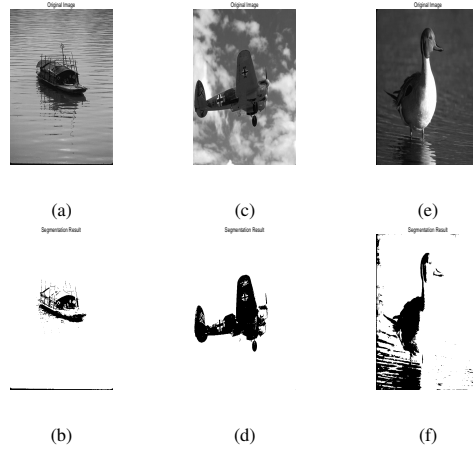 Original Image
Original Image
Original Image
(a)
(c)
(e)
Segmentation Result
Segmentation Result
Segmentation Result
(b)
(d)
(f)